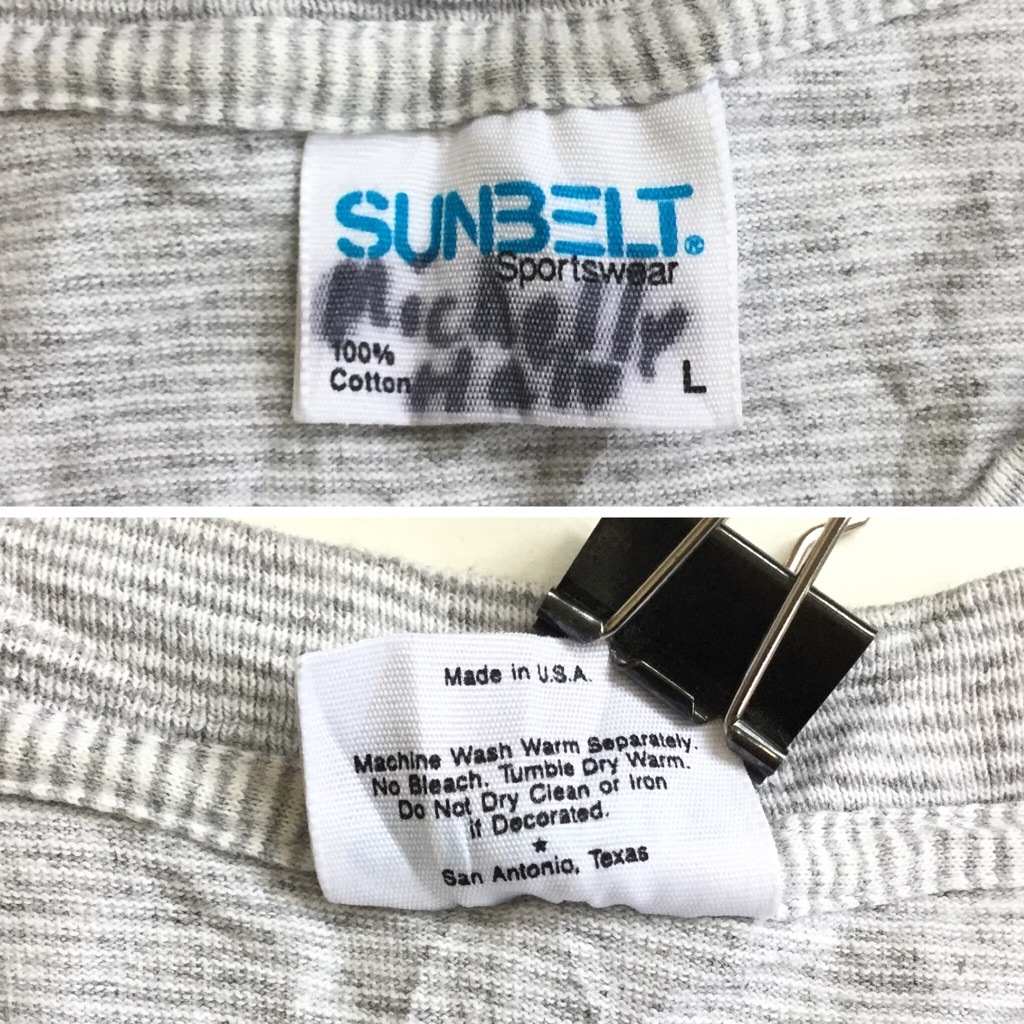 SUNBELT®
Sportswear
100%
Cotton
L
Made in U.S.A.
Machine Wash Warm Separately.
No Bleach. Tumble Dry Warm.
Do Not Dry Clean or Iron
if Decorated.
★
San Antonio, Texas